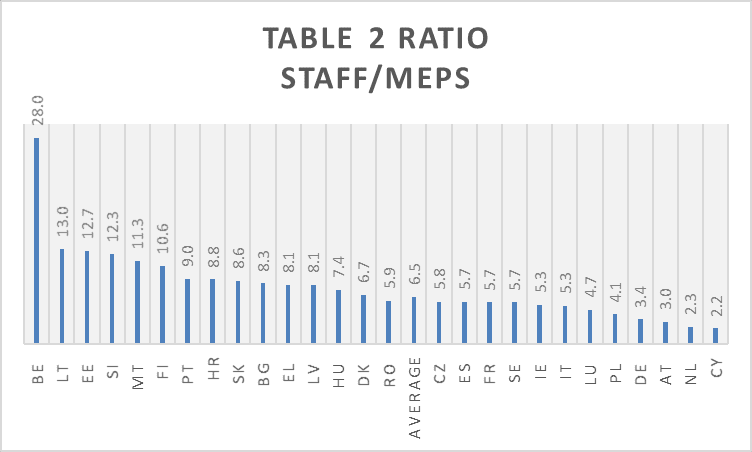 TABLE 2 RATIO
STAFF/MEPS
28.0
13.0
12.7
12.3
11.3
10.6
9.0
8.8
8.6
8.3
8.1
8.1
7.4
6.7
5.9
6.5
5.8
5.7
5.7
5.7
5.3
5.3
4.7
4.1
3.4
3.0
2.3
2.2
BE
LT
EE
SI
MT
FI
PT
HR
SK
BG
EL
LV
HU
DK
RO
AVERAGE
CZ
ES
FR
SE
IE
IT
LU
PL
DE
AT
NL
CY